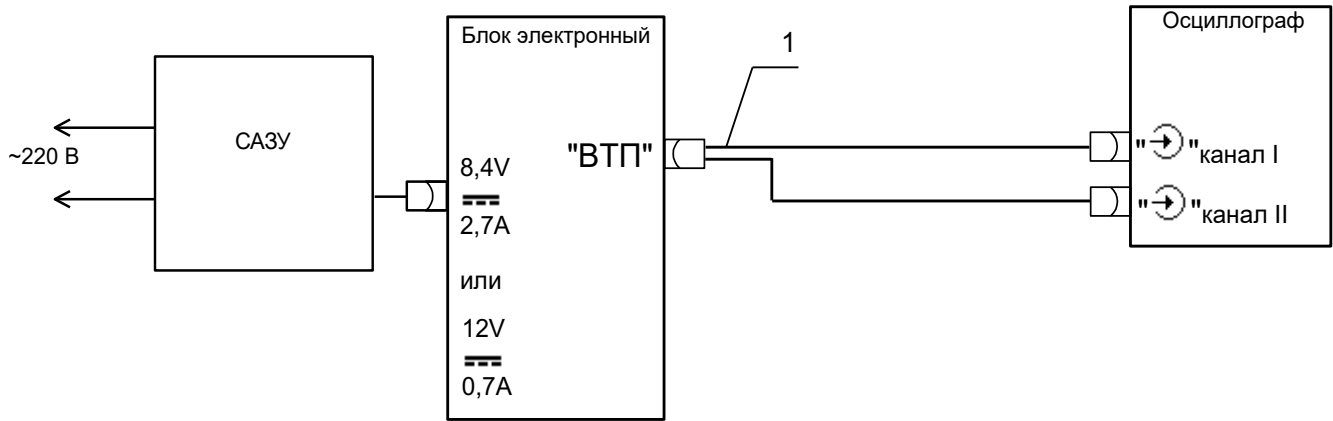 ~220 В
САЗУ
Блок электронный
8,4V
2,7A
или
12V
0,7A
"ВТП"
1
Осциллограф
" "канал I
" "канал II